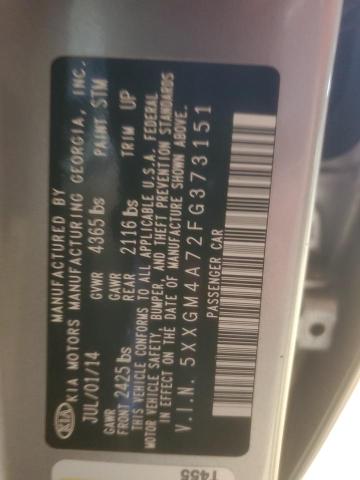 MANUFACTURED BY
KIA KIA MOTORS MANUFACTURING GEORGIA, INC.
JUL/01/14 GVWR 4365 lbs PAINT STM
GAWR FRONT 2425 lbs GAWR REAR 2116 lbs TRIM UP
THIS VEHICLE CONFORMS TO ALL APPLICABLE U.S.A. FEDERAL
MOTOR VEHICLE SAFETY, BUMPER, AND THEFT PREVENTION STANDARDS
IN EFFECT ON THE DATE OF MANUFACTURE SHOWN ABOVE.
V.I.N. 5XXGM4A72FG373151
PASSENGER CAR
1455